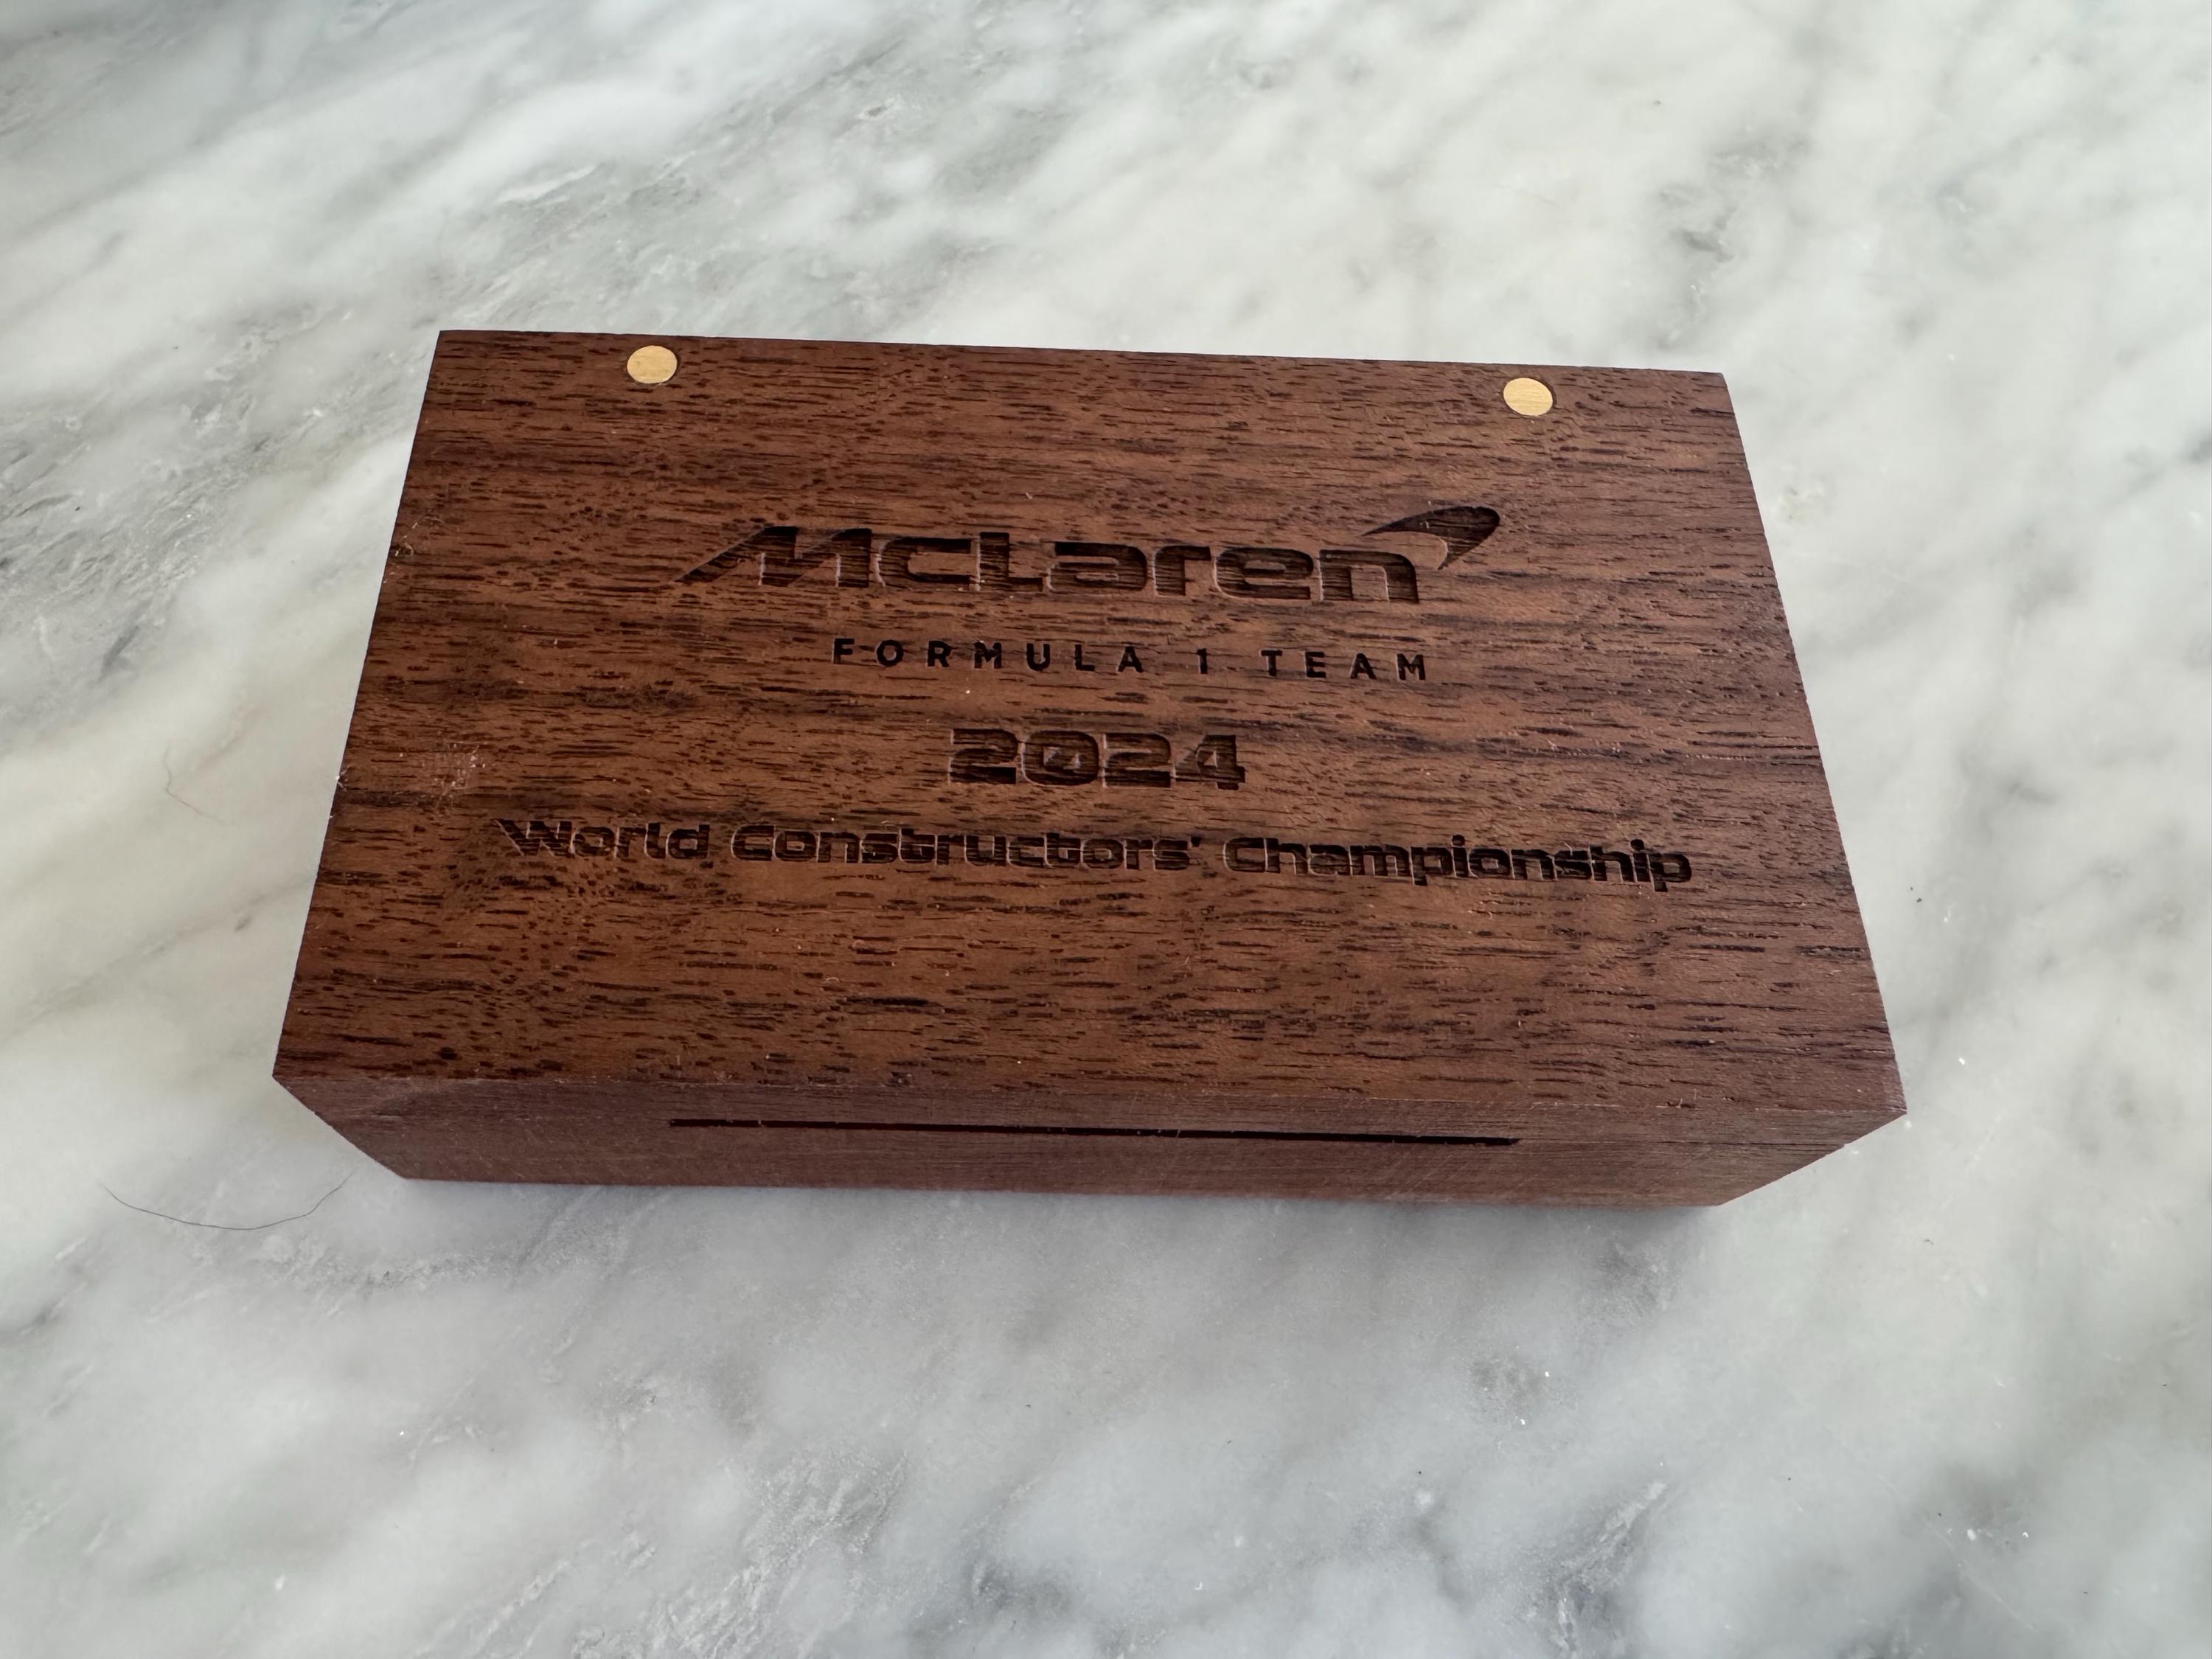 McLaren
FORMULA 1 TEAM
2024
World Constructors' Championship